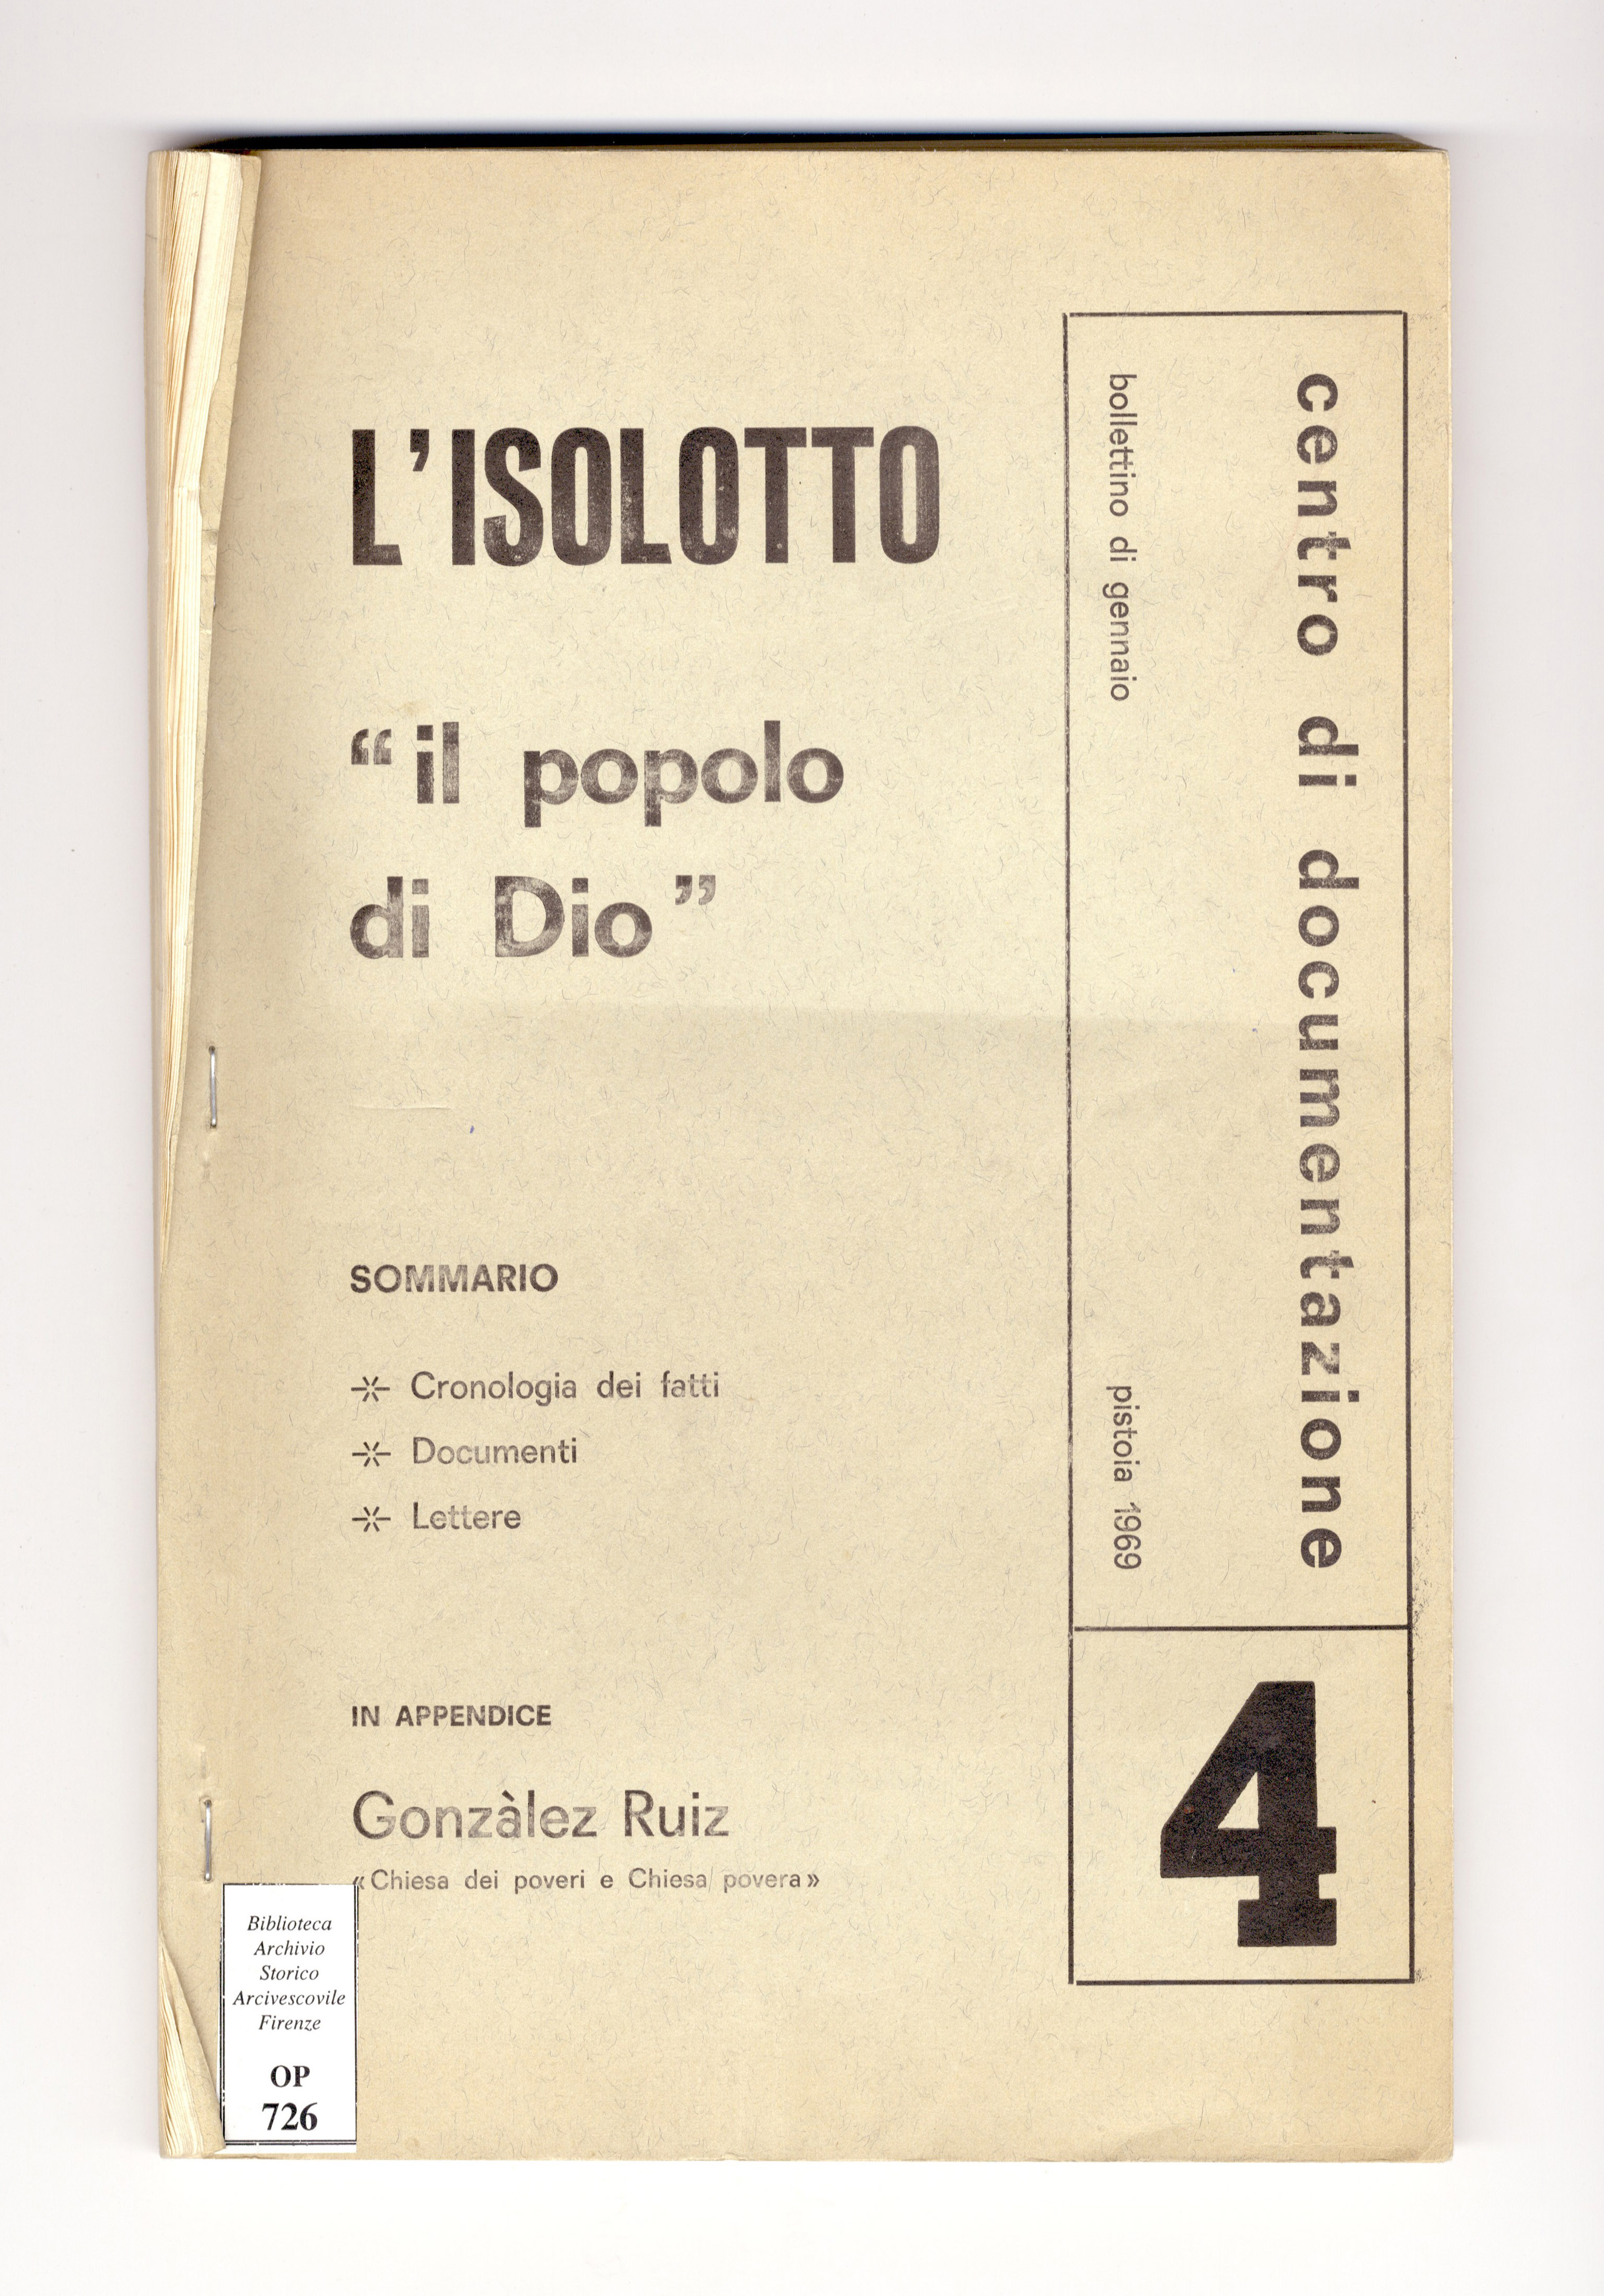 L'ISOLOTTO
“il popolo
di Dio”
SOMMARIO
Cronologia dei fatti
Documenti
Lettere
IN APPENDICE
Gonzàlez Ruiz
«Chiesa dei poveri e Chiesa povera»
centro di documentazione
bollettino di gennaio
pistoia 1969
4
Biblioteca
Archivio
Storico
Arcivescovile
Firenze
OP
726